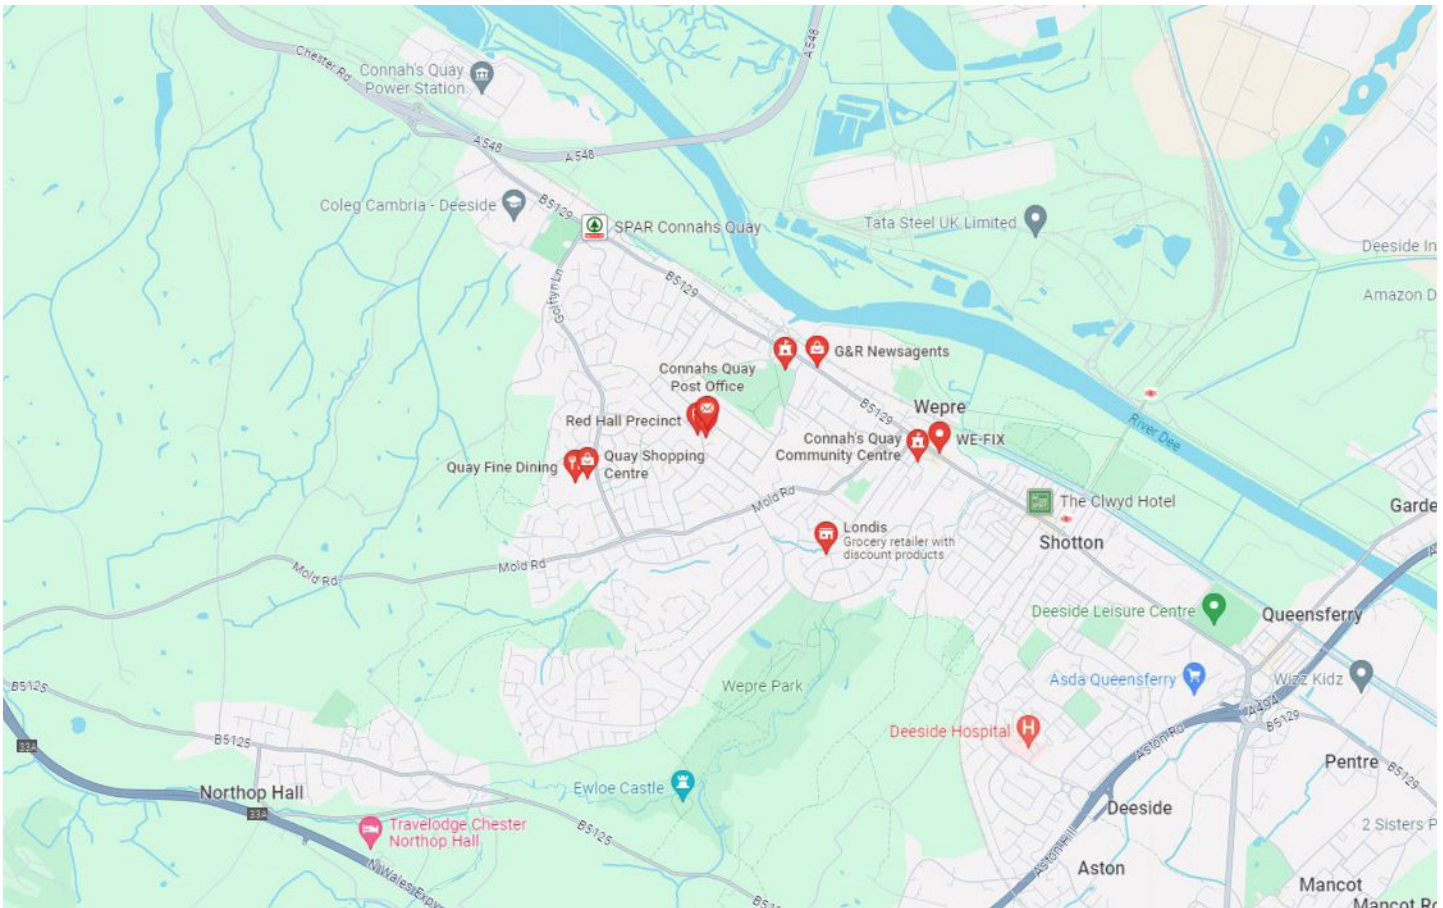 A 548
Chester Rd
Connah's Quay
Power Station
A 548
A 548
Coleg Cambria - Deeside
B5129
SPAR Connahs Quay
Tata Steel UK Limited
Deeside In
Golftyn Ln
B5129
Amazon D
G&R Newsagents
Connahs Quay
Post Office
Red Hall Precinct
B5129
Wepre
River Dee
Connah's Quay
Community Centre
WE-FIX
Quay Fine Dining
Quay Shopping
Centre
Mold Rd
The Clwyd Hotel
Garde
Londis
Grocery retailer with
discount products
Shotton
Mold Rd
Mold Rd
Deeside Leisure Centre
Queensferry
Wepre Park
Asda Queensferry
Wizz Kidz
B5125
A494
B5129
Deeside Hospital
H
Aston Rd
33A
B5125
Pentre
B5129
Northop Hall
Ewloe Castle
33A
Deeside
Travelodge Chester
Northop Hall
B5125
2 Sisters P
Aston Hill
Aston
N Wales Expy
Mancot
B5125
Mancot Ro